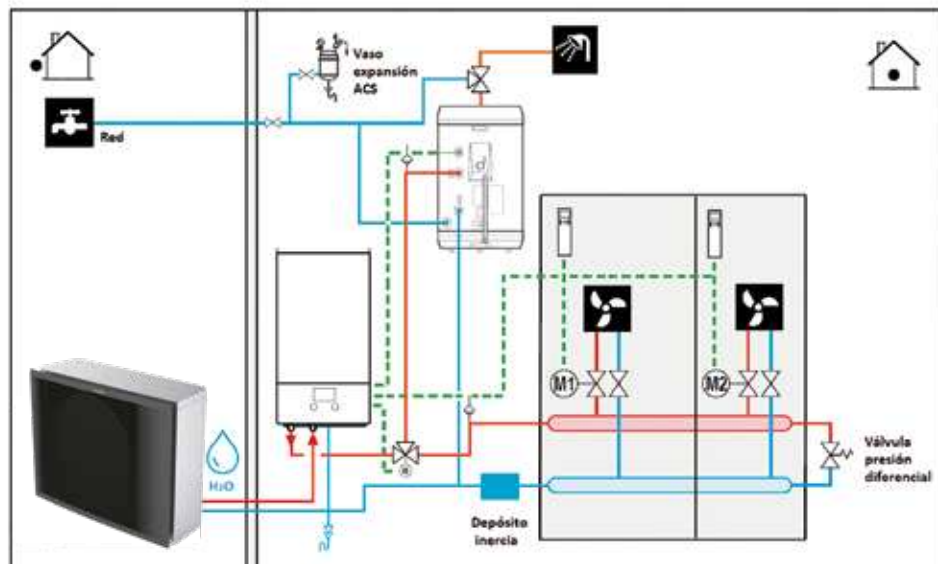 Vaso
expansión
ACS
Red
M1
M2
H₂O
Válvula
presión
diferencial
Depósito
inercia